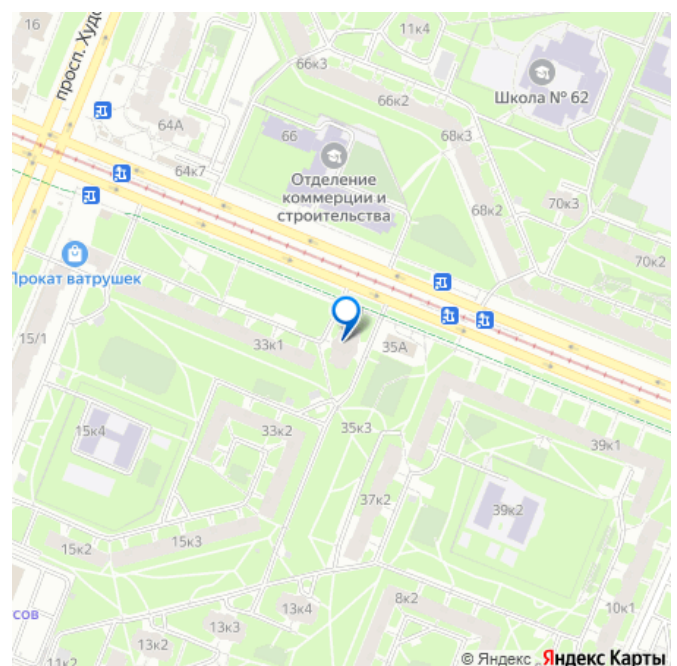 16
просп. Худо
11к4
66к3
Школа № 62
66к2
64А
66
68к3
64к7
Отделение
коммерции и
строительства
70к3
68к2
70к2
Прокат ватрушек
15/1
33к1
35А
15к4
33к2
35к3
39к1
37к2
39к2
15к2
15к3
8к2
10к1
13к4
сов
13к3
13к2
11к2
© Яндекс Яндекс Карты